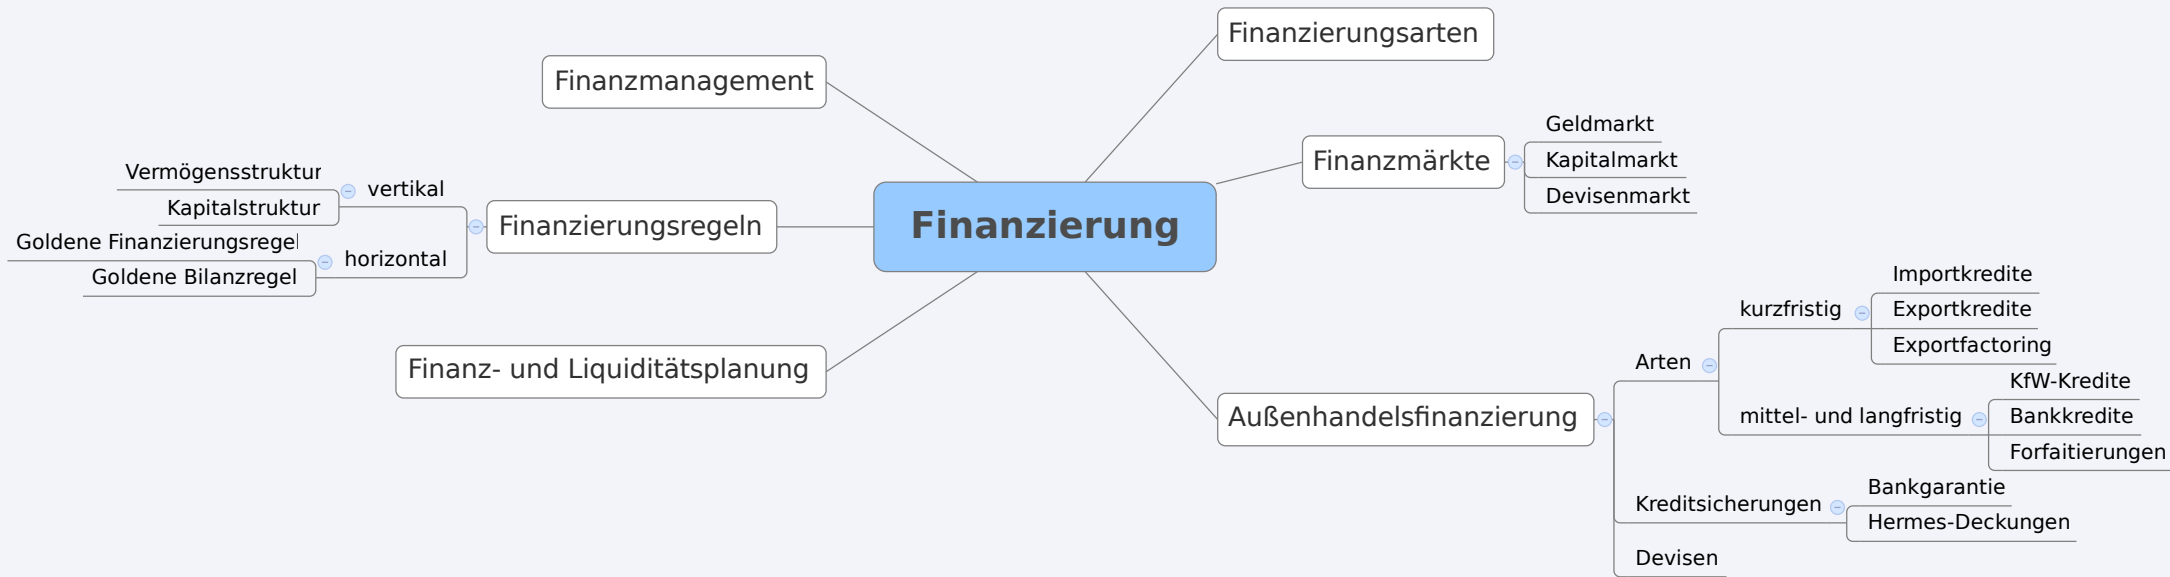 Finanzierung
Finanzierungsarten
Finanzmärkte
Geldmarkt
Kapitalmarkt
Devisenmarkt
Außenhandelsfinanzierung
Arten
kurzfristig
Importkredite
Exportkredite
Exportfactoring
mittel- und langfristig
KfW-Kredite
Bankkredite
Forfaitierungen
Kreditsicherungen
Bankgarantie
Hermes-Deckungen
Devisen
Finanzmanagement
Finanzierungsregeln
vertikal
Vermögensstruktur
Kapitalstruktur
horizontal
Goldene Finanzierungsregel
Goldene Bilanzregel
Finanz- und Liquiditätsplanung